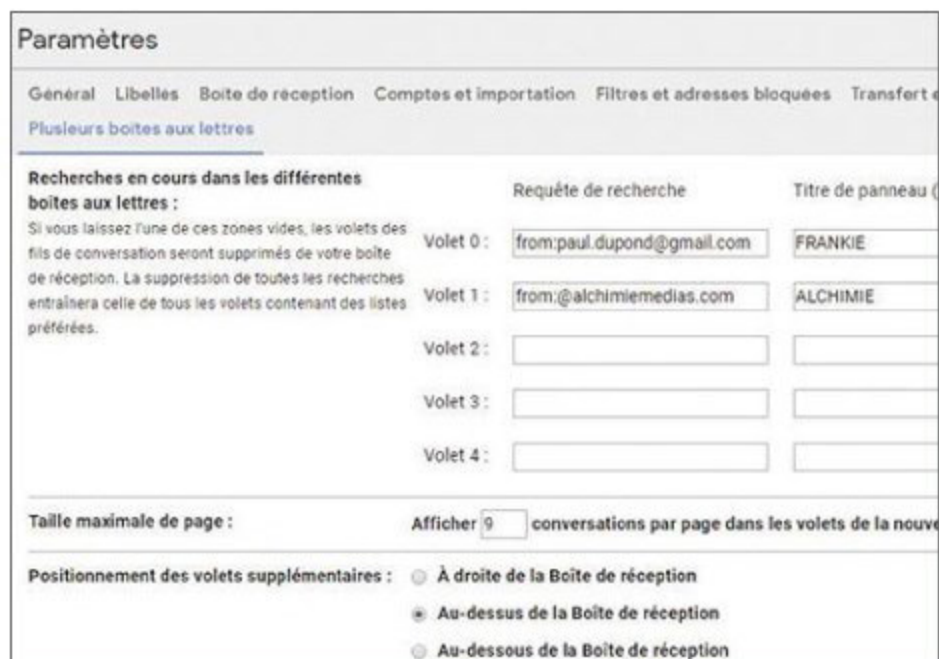 Paramètres
Général Libellés Boîte de réception Comptes et importation Filtres et adresses bloquées Transfert e
Plusieurs boîtes aux lettres
Recherches en cours dans les différentes
boîtes aux lettres :
Si vous laissez l'une de ces zones vides, les volets des
fils de conversation seront supprimés de votre boîte
de réception. La suppression de toutes les recherches
entraînera celle de tous les volets contenant des listes
préférées.
Requête de recherche Titre de panneau (
Volet 0 : from:paul.dupond@gmail.com FRANKIE
Volet 1 : from:@alchimiemedias.com ALCHIMIE
Volet 2 :
Volet 3 :
Volet 4 :
Taille maximale de page : Afficher 9 conversations par page dans les volets de la nouve
Positionnement des volets supplémentaires : À droite de la Boîte de réception
Au-dessus de la Boîte de réception
Au-dessous de la Boîte de réception